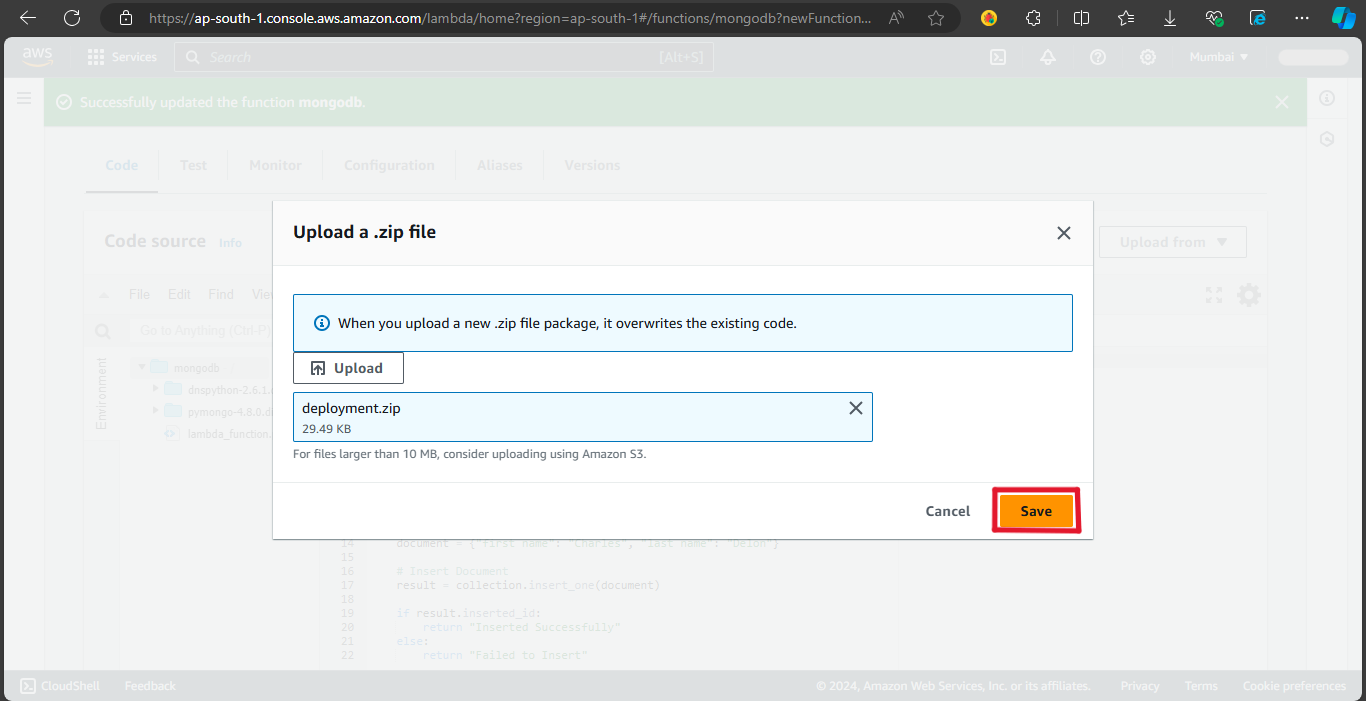 https://ap-south-1.console.aws.amazon.com/lambda/home?region=ap-south-1#/functions/mongodb?newFunction...
aws
Services
Search
[Alt+S]
Mumbai
Successfully updated the function mongodb.
Code
Test
Monitor
Configuration
Aliases
Versions
Code source
Info
Upload from
Upload a .zip file
File
Edit
Find
Go to Anything (Ctrl-P)
Environment
mongodb
dnspython-2.6.1.
pymongo-4.8.0.
lambda_function.
When you upload a new .zip file package, it overwrites the existing code.
Upload
deployment.zip
29.49 KB
For files larger than 10 MB, consider uploading using Amazon S3.
Cancel
Save
14 document = {"first name": "Charles", "last name": "Delon"}
15
16 # Insert Document
17 result = collection.insert_one(document)
18
19 if result.inserted_id:
20 return "Inserted Successfully"
21 else:
22 return "Failed to Insert"
CloudShell
Feedback
© 2024, Amazon Web Services, Inc. or its affiliates.
Privacy
Terms
Cookie preferences